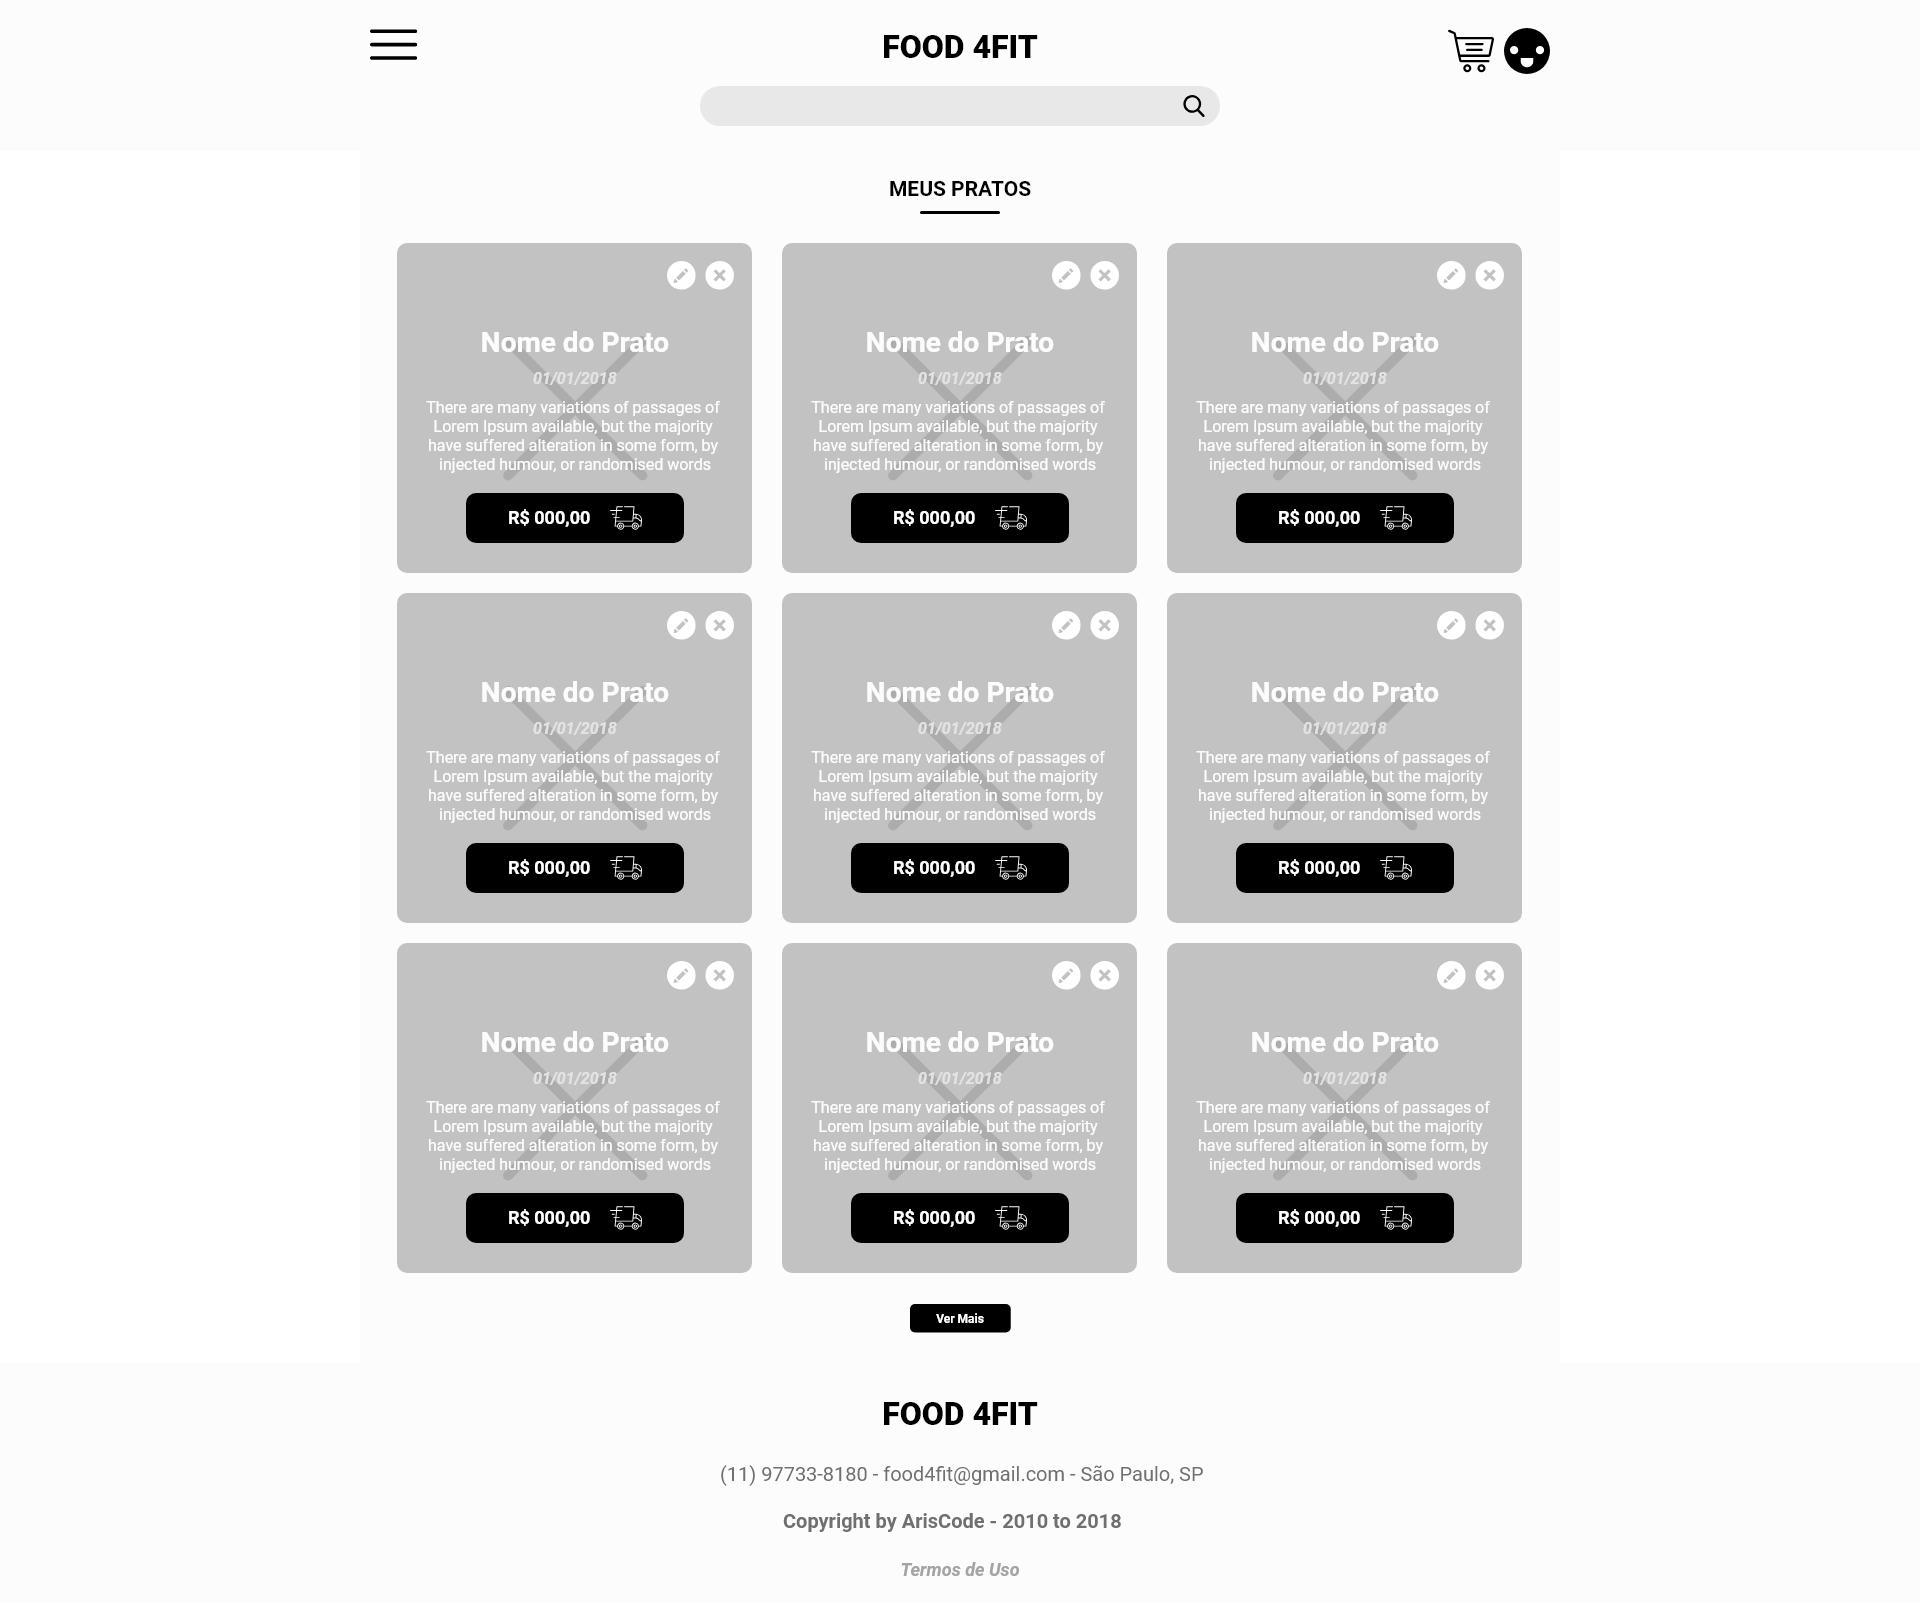 FOOD 4FIT
MEUS PRATOS
Nome do Prato
01/01/2018
There are many variations of passages of
Lorem Ipsum available, but the majority
have suffered alteration in some form, by
injected humour, or randomised words
R$ 000,00
Nome do Prato
01/01/2018
There are many variations of passages of
Lorem Ipsum available, but the majority
have suffered alteration in some form, by
injected humour, or randomised words
R$ 000,00
Nome do Prato
01/01/2018
There are many variations of passages of
Lorem Ipsum available, but the majority
have suffered alteration in some form, by
injected humour, or randomised words
R$ 000,00
Nome do Prato
01/01/2018
There are many variations of passages of
Lorem Ipsum available, but the majority
have suffered alteration in some form, by
injected humour, or randomised words
R$ 000,00
Nome do Prato
01/01/2018
There are many variations of passages of
Lorem Ipsum available, but the majority
have suffered alteration in some form, by
injected humour, or randomised words
R$ 000,00
Nome do Prato
01/01/2018
There are many variations of passages of
Lorem Ipsum available, but the majority
have suffered alteration in some form, by
injected humour, or randomised words
R$ 000,00
Nome do Prato
01/01/2018
There are many variations of passages of
Lorem Ipsum available, but the majority
have suffered alteration in some form, by
injected humour, or randomised words
R$ 000,00
Nome do Prato
01/01/2018
There are many variations of passages of
Lorem Ipsum available, but the majority
have suffered alteration in some form, by
injected humour, or randomised words
R$ 000,00
Nome do Prato
01/01/2018
There are many variations of passages of
Lorem Ipsum available, but the majority
have suffered alteration in some form, by
injected humour, or randomised words
R$ 000,00
Ver Mais
FOOD 4FIT
(11) 97733-8180 - food4fit@gmail.com - São Paulo, SP
Copyright by ArisCode - 2010 to 2018
Termos de Uso